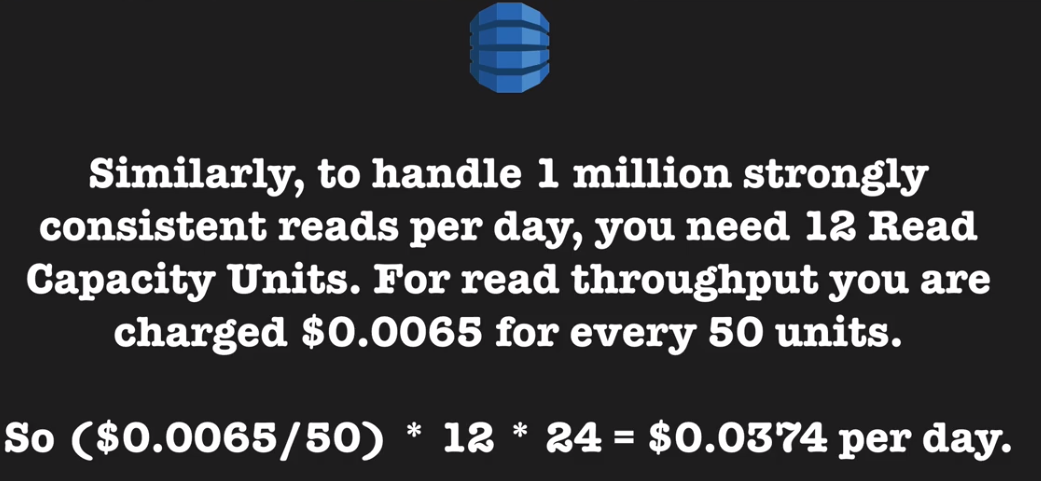 Similarly, to handle 1 million strongly
consistent reads per day, you need 12 Read
Capacity Units. For read throughput you are
charged $0.0065 for every 50 units.
So ($0.0065/50) * 12 * 24 = $0.0374 per day.